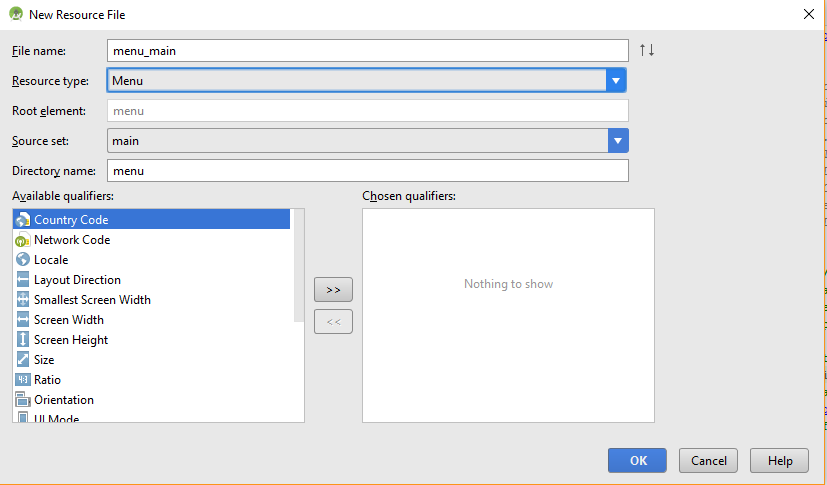 New Resource File
File name: menu_main
Resource type: Menu
Root element: menu
Source set: main
Directory name: menu
Available qualifiers: Chosen qualifiers:
Country Code
Network Code
Locale
Layout Direction
Smallest Screen Width
Screen Width
Screen Height
Size
Ratio
Orientation
UI Mode
>>
<<
Nothing to show
OK Cancel Help